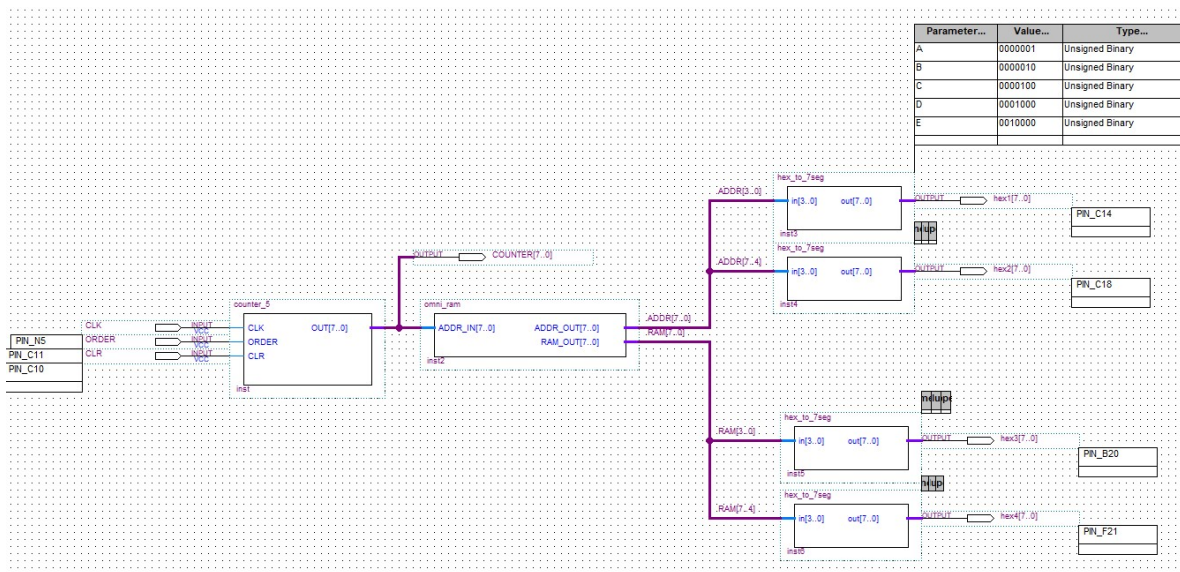 Parameter... Value... Type...
A 0000001 Unsigned Binary
B 0000010 Unsigned Binary
C 0000100 Unsigned Binary
D 0001000 Unsigned Binary
E 0010000 Unsigned Binary
hex_to_7seg
ADDR[3..0]
in[3..0] out[7..0]
OUTPUT hex1[7..0]
PIN_C14
inst3
hex_to_7seg
ADDR[7..4]
in[3..0] out[7..0]
OUTPUT hex2[7..0]
PIN_C18
inst4
OUTPUT COUNTER[7..0]
counter_5
CLK INPUT VCC
ORDER INPUT VCC
CLR INPUT VCC
PIN_N5
PIN_C11
PIN_C10
CLK OUT[7..0]
ORDER
CLR
inst
omni_ram
ADDR_IN[7..0] ADDR_OUT[7..0]
RAM_OUT[7..0]
inst2
ADDR[7..0]
RAM[7..0]
hex_to_7seg
RAM[3..0]
in[3..0] out[7..0]
OUTPUT hex3[7..0]
PIN_B20
inst5
hex_to_7seg
RAM[7..4]
in[3..0] out[7..0]
OUTPUT hex4[7..0]
PIN_F21
inst6